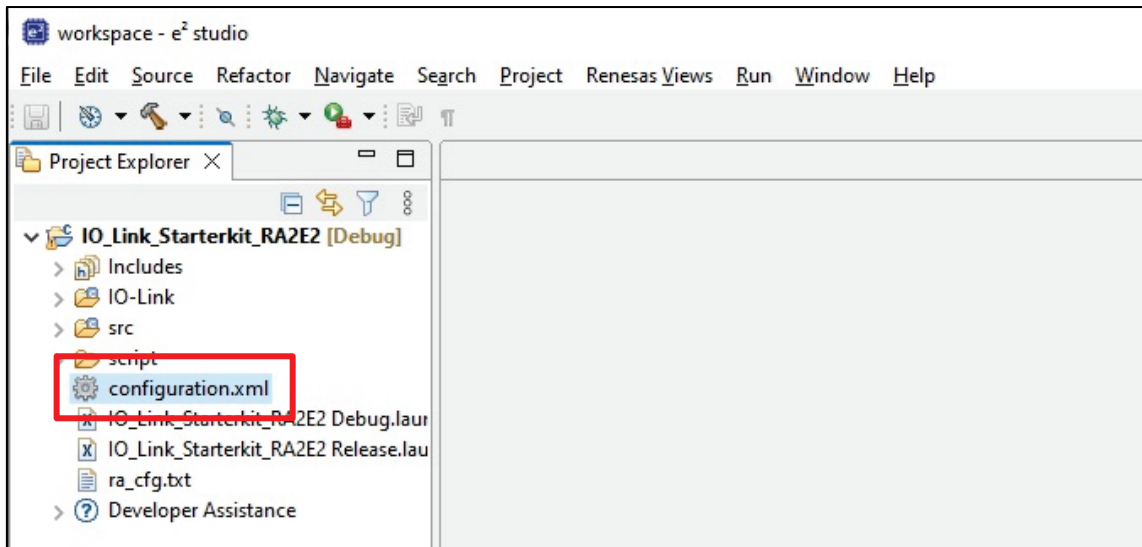 workspace - e² studio
File Edit Source Refactor Navigate Search Project Renesas Views Run Window Help
Project Explorer
IO_Link_Starterkit_RA2E2 [Debug]
Includes
IO-Link
src
script
configuration.xml
IO_Link_Starterkit_RA2E2 Debug.laur
IO_Link_Starterkit_RA2E2 Release.lau
ra_cfg.txt
Developer Assistance